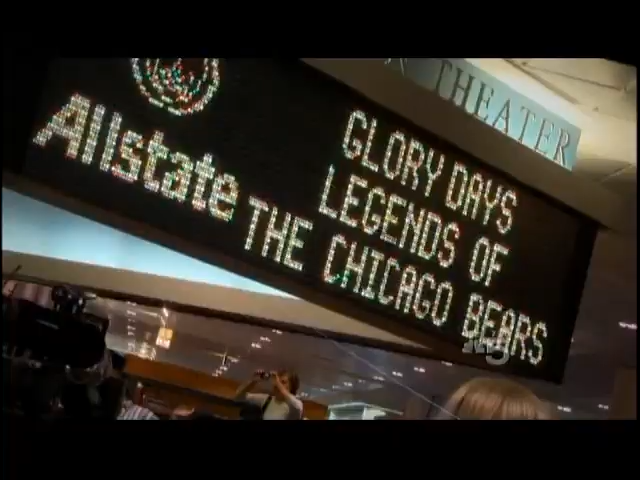 THEATER
Allstate
GLORY DAYS
LEGENDS OF
THE CHICAGO BEARS